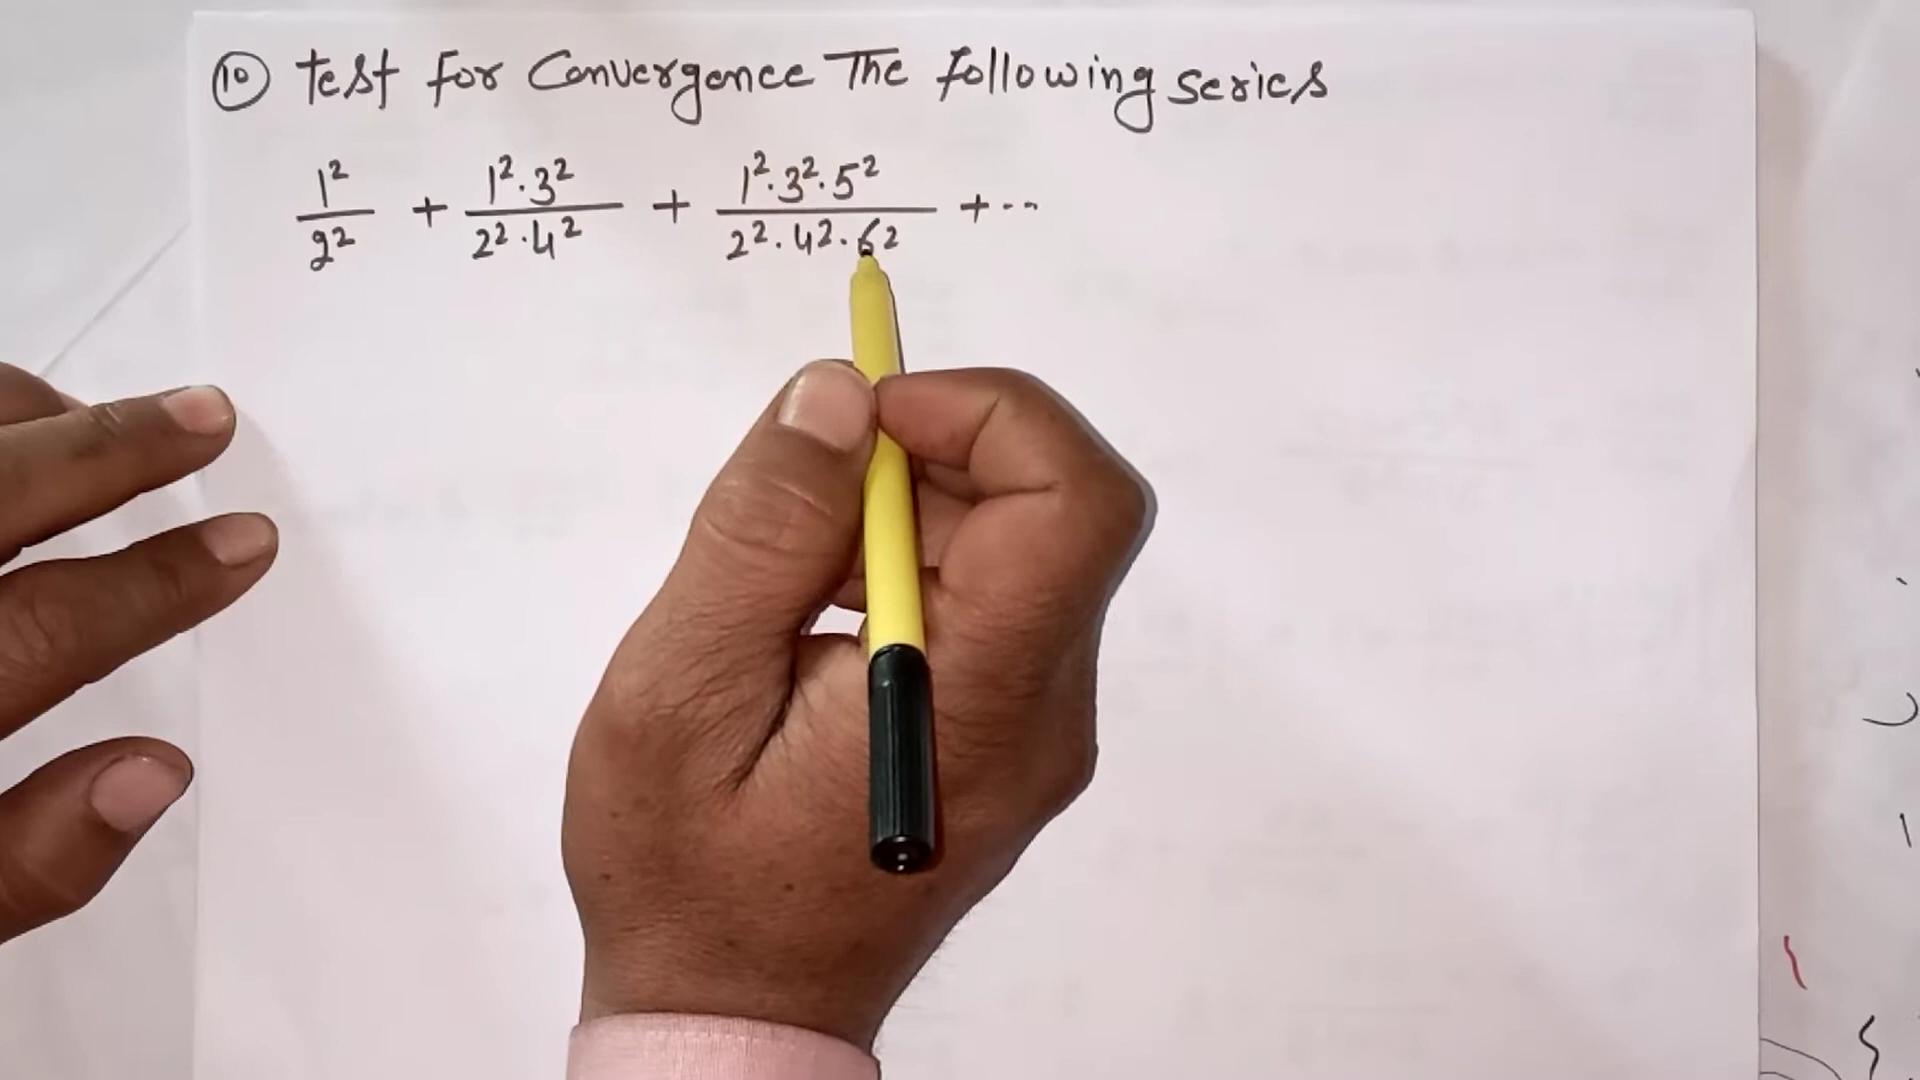 ⑩ Test For Convergence The Following Series
1²/2² + 1²·3²/2²·4² + 1²·3²·5²/2²·4²·6² + ··